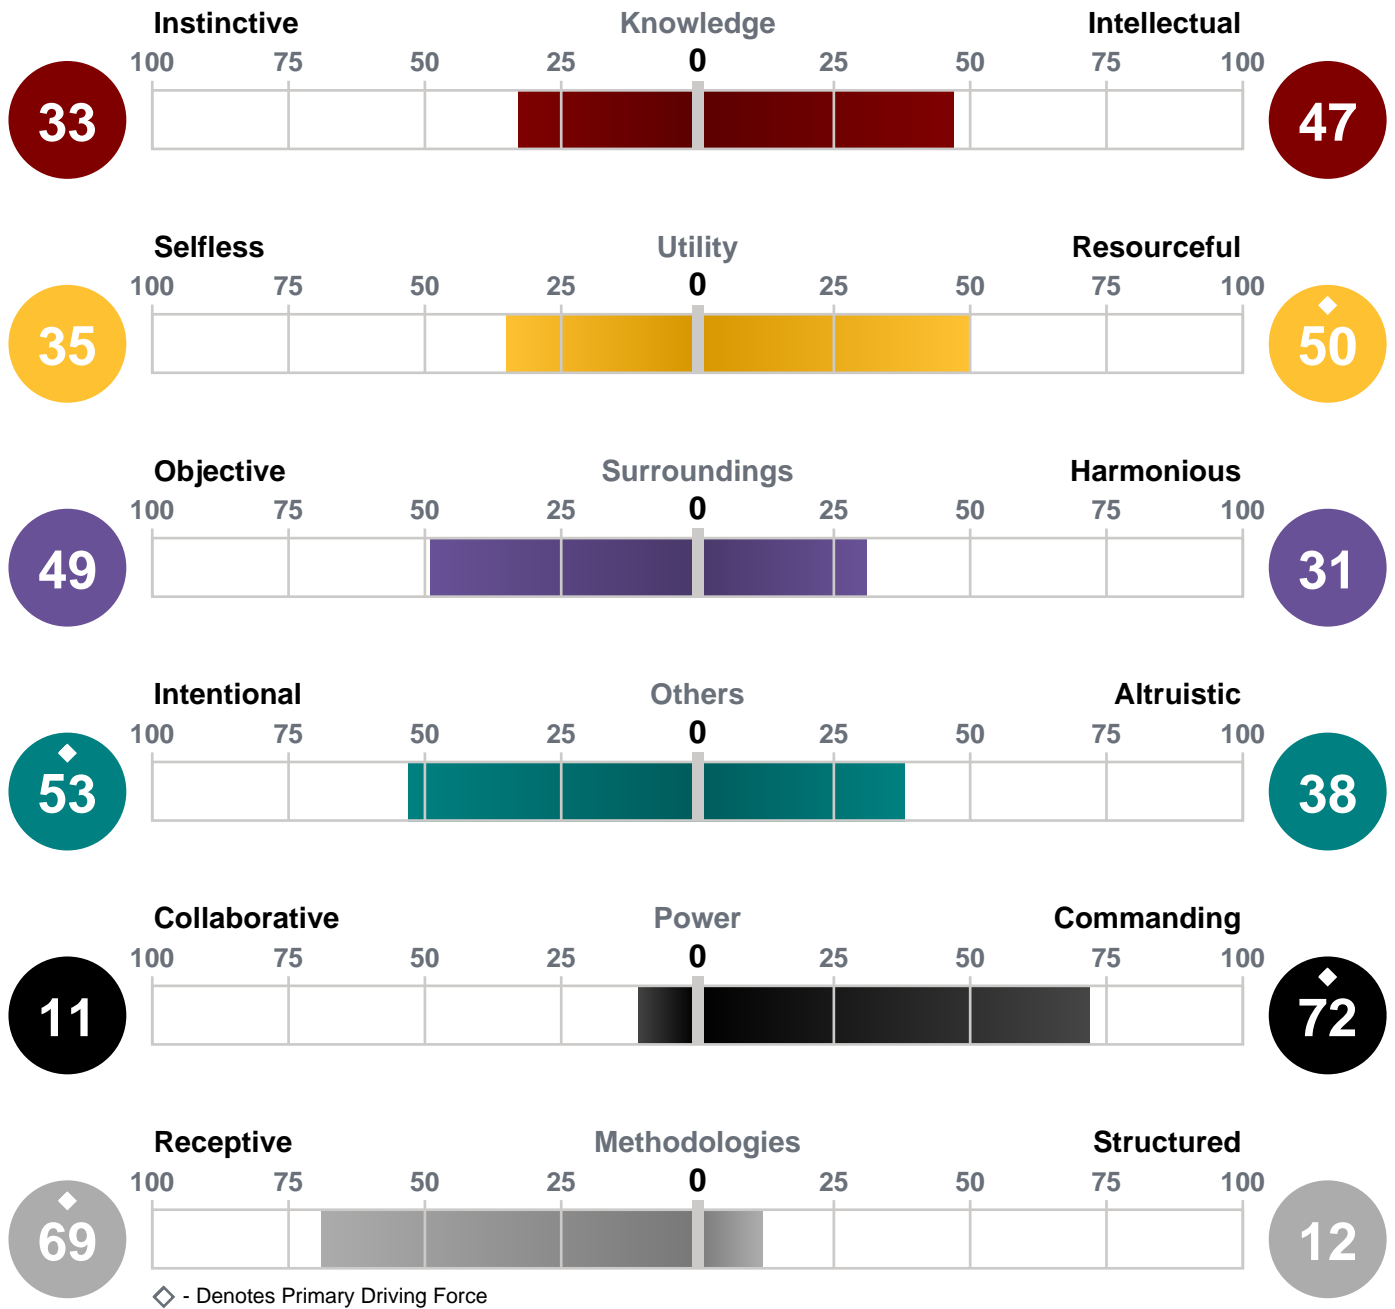 Instinctive Knowledge Intellectual
100 75 50 25 0 25 50 75 100
33 47
Selfless Utility Resourceful
100 75 50 25 0 25 50 75 100
35 50
Objective Surroundings Harmonious
100 75 50 25 0 25 50 75 100
49 31
Intentional Others Altruistic
100 75 50 25 0 25 50 75 100
53 38
Collaborative Power Commanding
100 75 50 25 0 25 50 75 100
11 72
Receptive Methodologies Structured
100 75 50 25 0 25 50 75 100
69 12
- Denotes Primary Driving Force